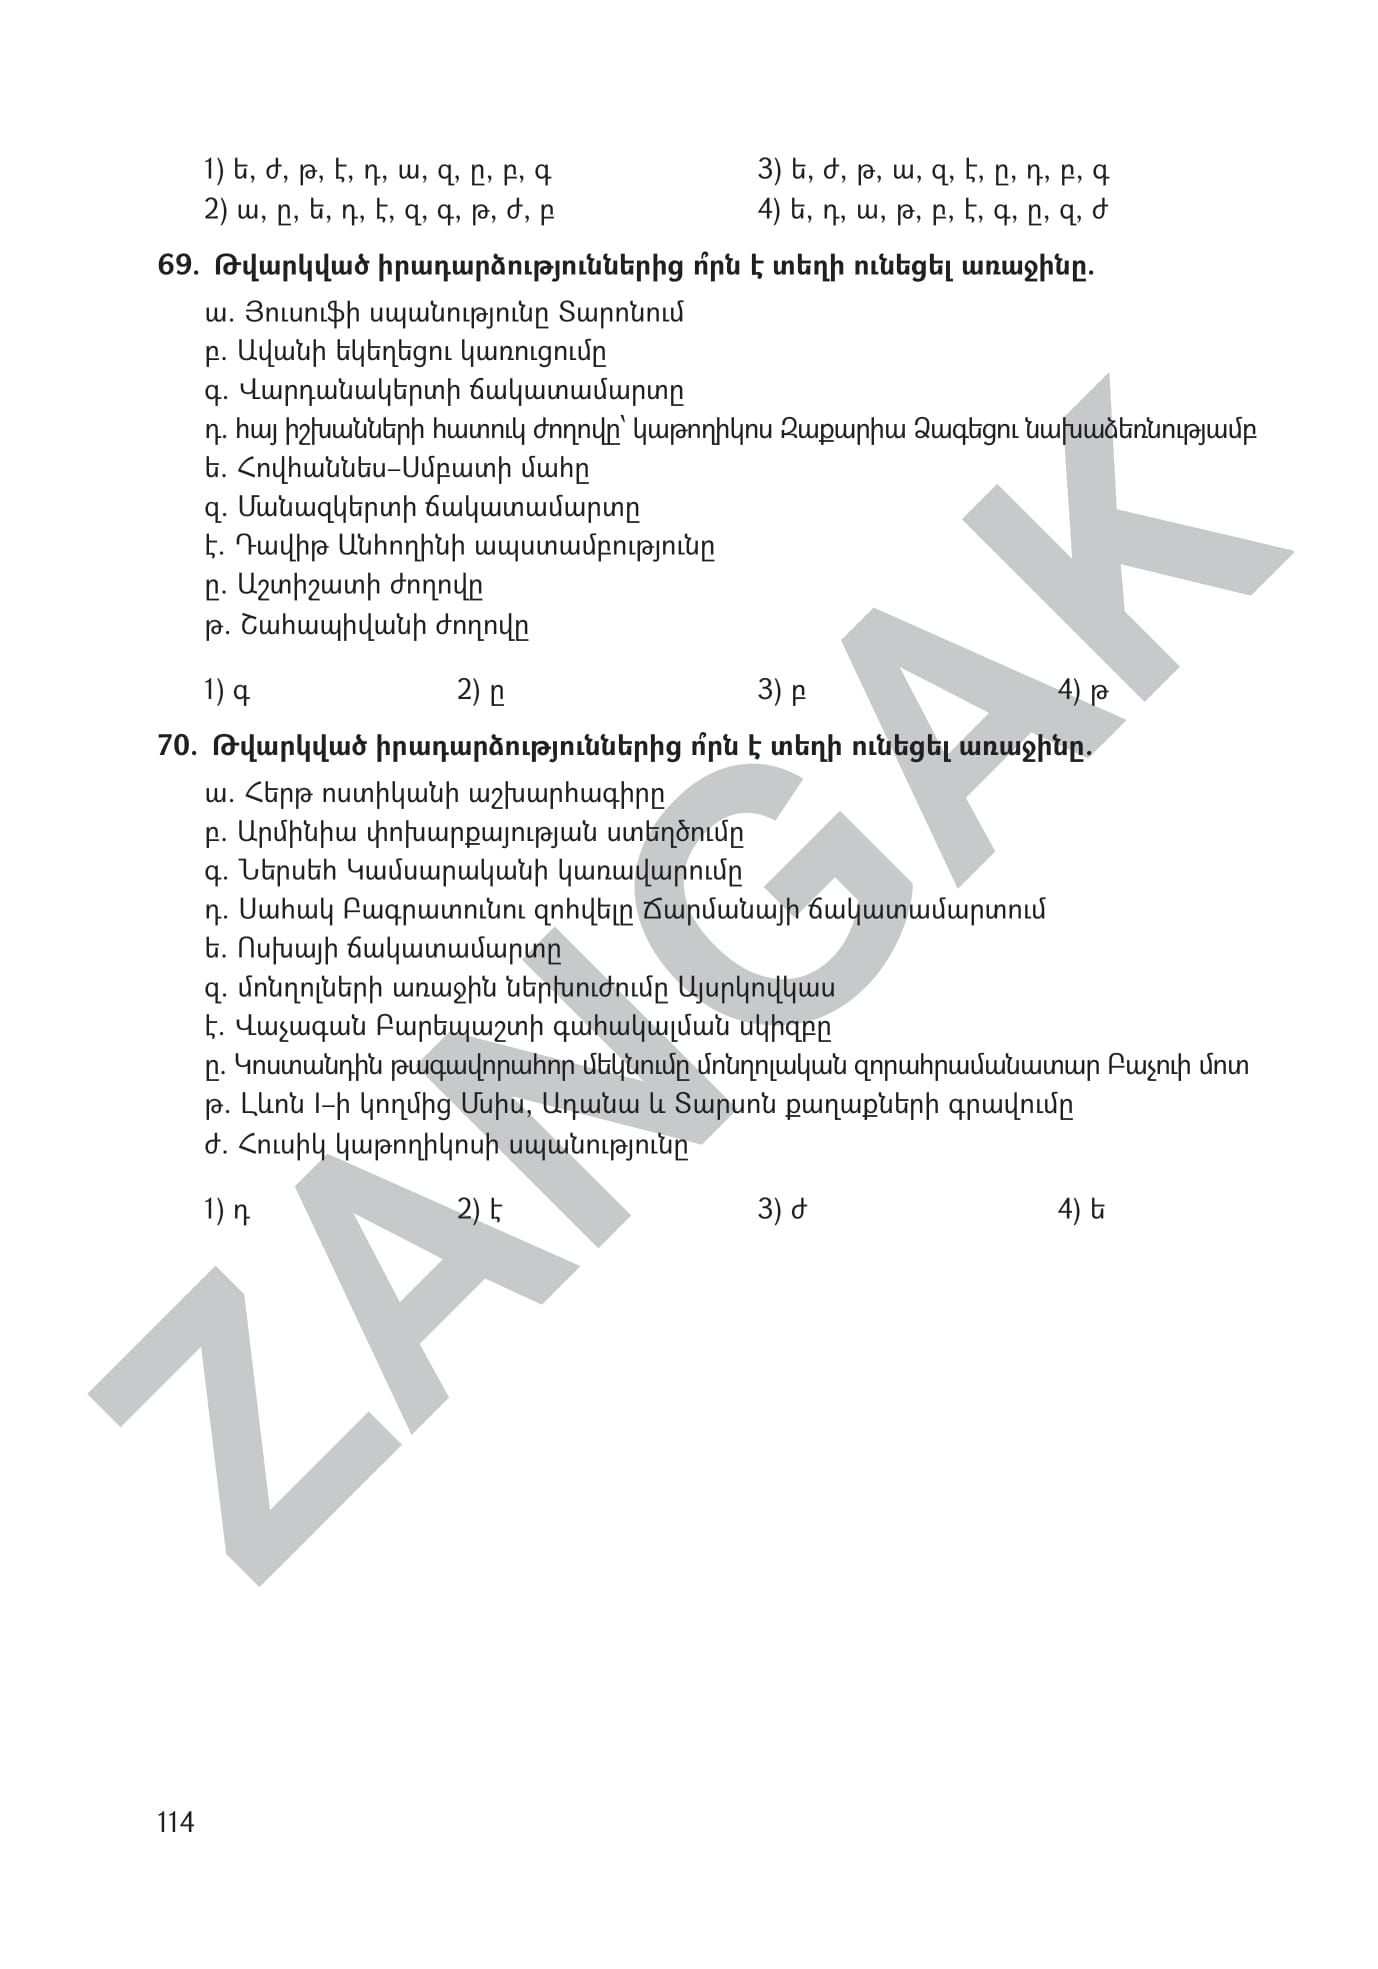 1) ե, ժ, թ, է, դ, ա, զ, ը, բ, գ
3) ե, ժ, թ, ա, զ, է, ը, դ, բ, գ
2) ա, ը, ե, դ, է, զ, գ, թ, ժ, բ
4) ե, դ, ա, թ, բ, է, գ, ը, զ, ժ
69. Թվարկված իրադարձություններից ո՞րն է տեղի ունեցել առաջինը.
ա. Յուսուֆի սպանությունը Տարոնում
բ. Ավանի եկեղեցու կառուցումը
գ. Վարդանակերտի ճակատամարտը
դ. հայ իշխանների հատուկ ժողովը՝ կաթողիկոս Զաքարիա Ձագեցու նախաձեռնությամբ
ե. Հովհաննես–Սմբատի մահը
զ. Մանազկերտի ճակատամարտը
է. Դավիթ Անհողինի ապստամբությունը
ը. Աշտիշատի ժողովը
թ. Շահապիվանի ժողովը
1) գ 2) ը 3) բ 4) թ
70. Թվարկված իրադարձություններից ո՞րն է տեղի ունեցել առաջինը.
ա. Հերթ ոստիկանի աշխարհագիրը
բ. Արմինիա փոխարքայության ստեղծումը
գ. Ներսեհ Կամսարականի կառավարումը
դ. Սահակ Բագրատունու զոհվելը Ճարմանայի ճակատամարտում
ե. Ոսխայի ճակատամարտը
զ. մոնղոլների առաջին ներխուժումը Այսրկովկաս
է. Վաչագան Բարեպաշտի գահակալման սկիզբը
ը. Կոստանդին թագավորահոր մեկնումը մոնղոլական զորահրամանատար Բաչուի մոտ
թ. Լևոն I–ի կողմից Մսիս, Ադանա և Տարսոն քաղաքների գրավումը
ժ. Հուսիկ կաթողիկոսի սպանությունը
1) դ 2) է 3) ժ 4) ե
ZANGAK
114